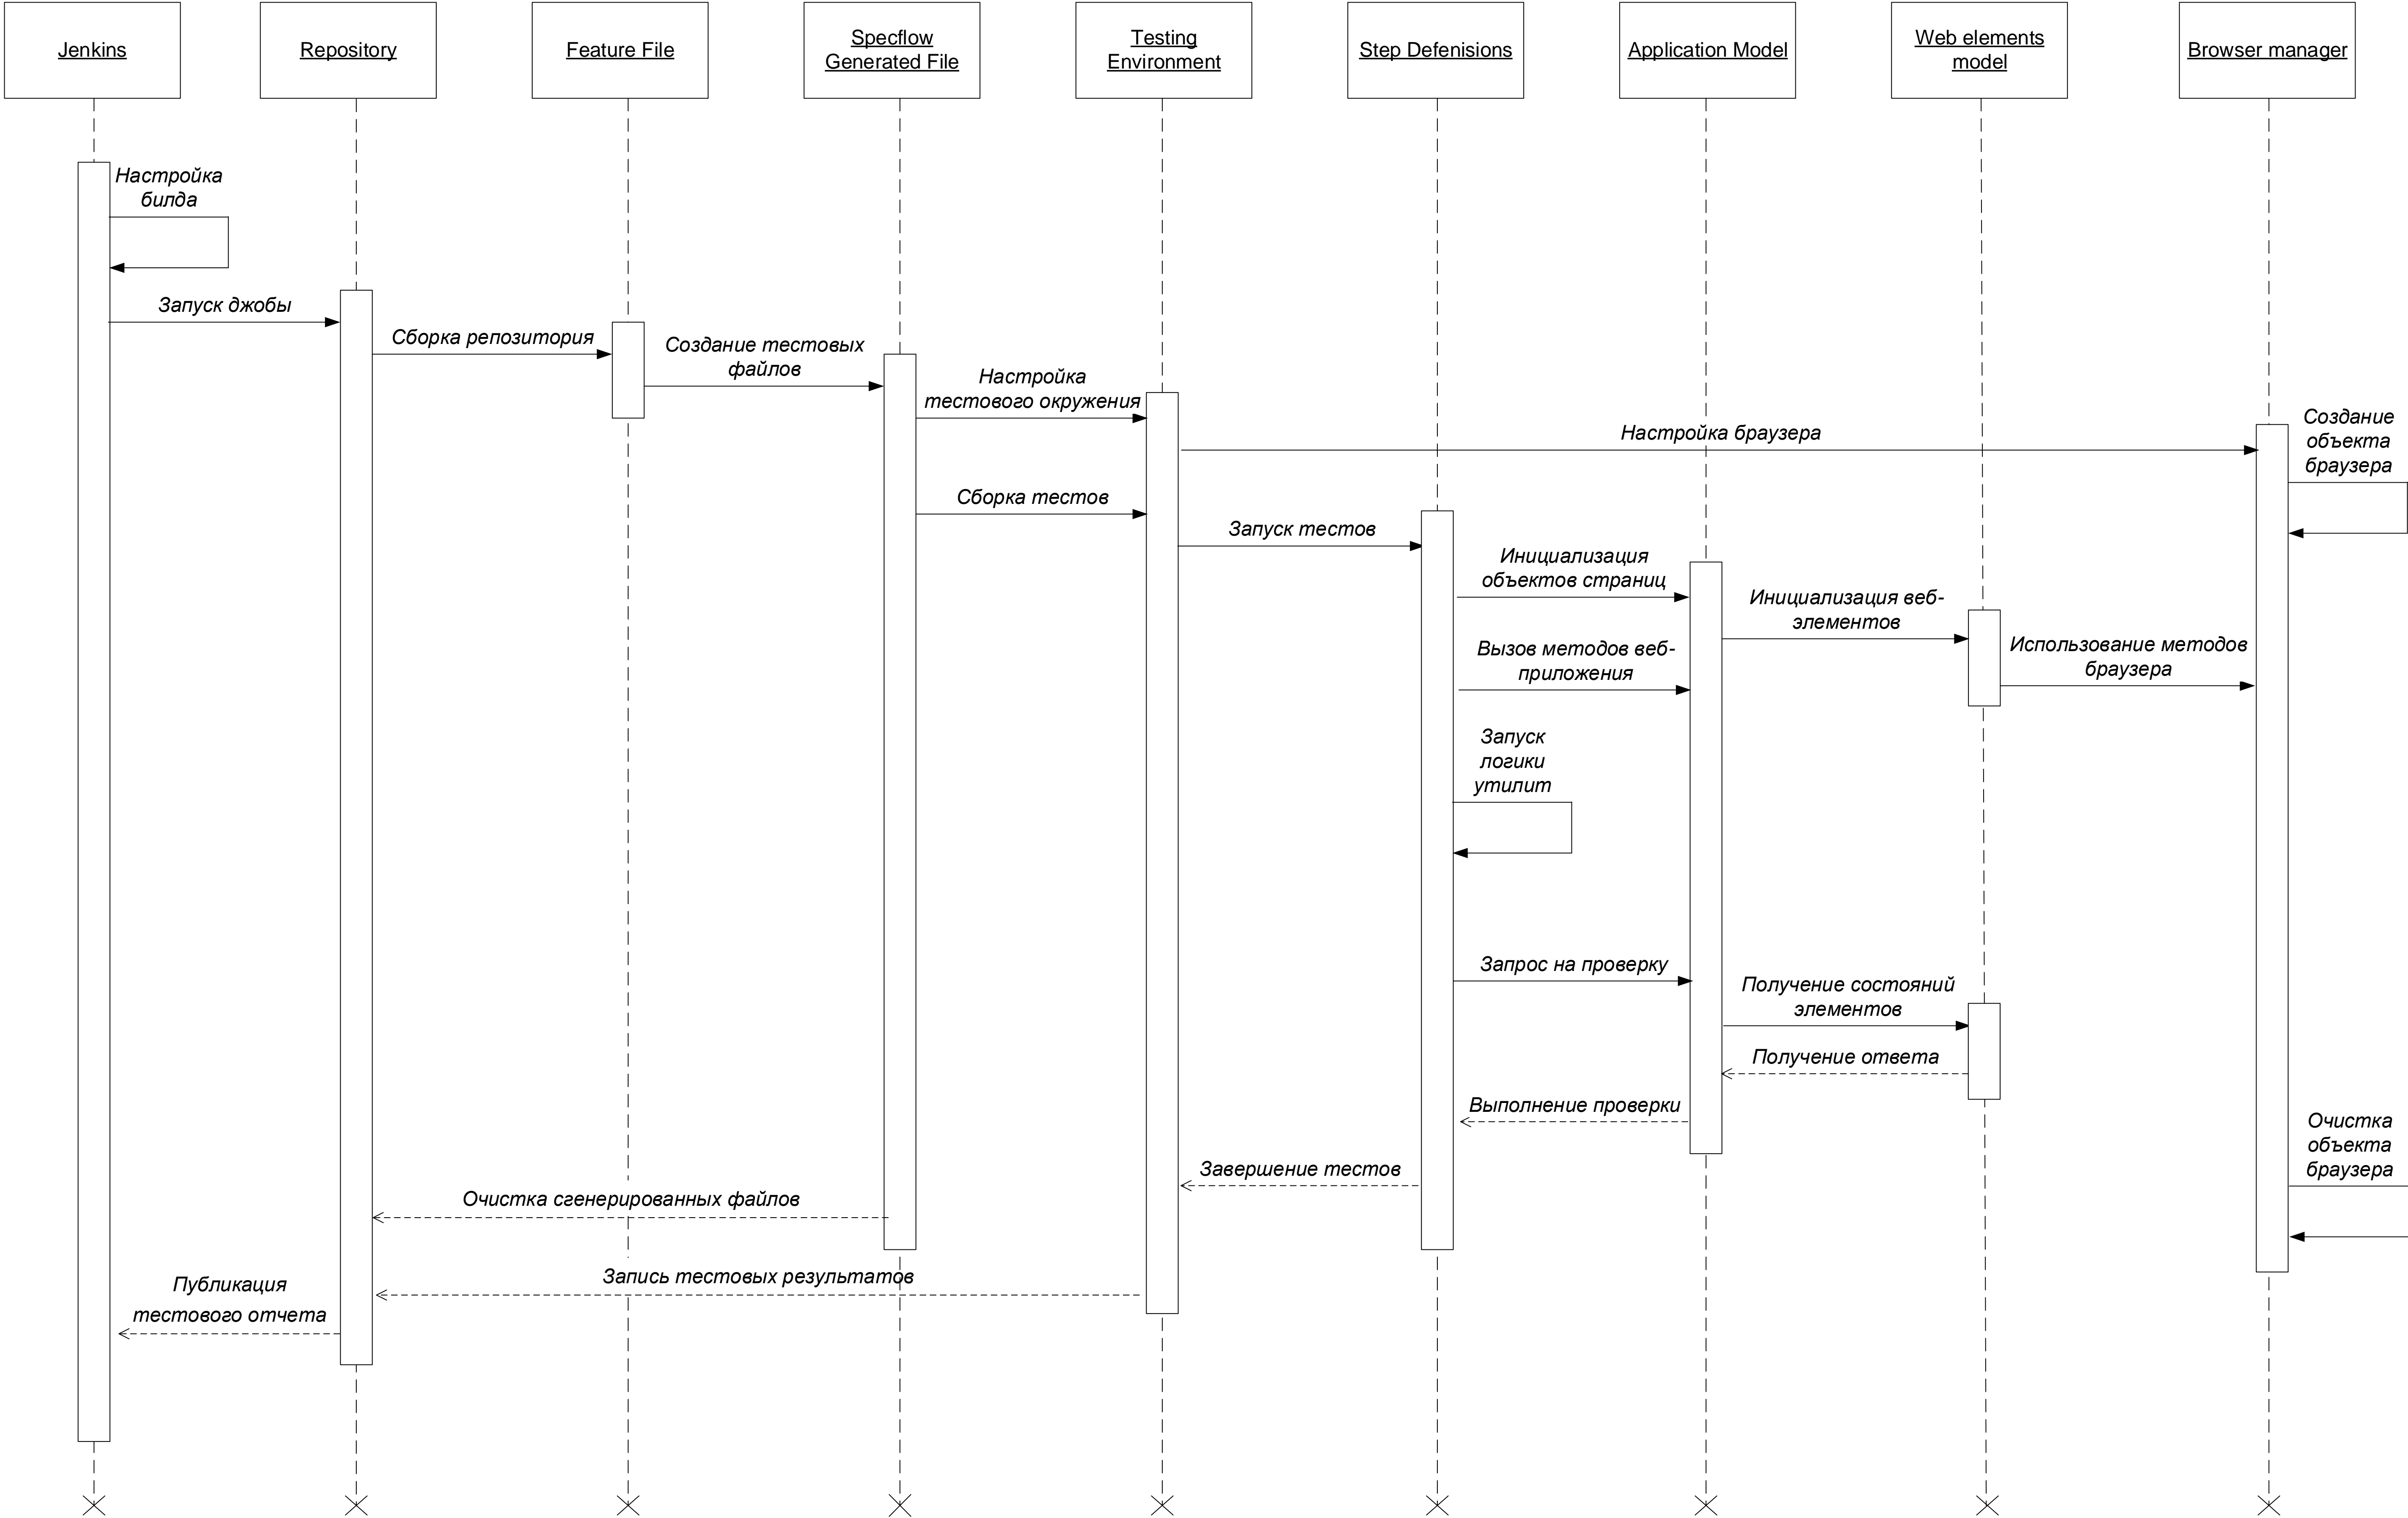 Jenkins
Repository
Feature File
Specflow
Generated File
Testing
Environment
Step Defenisions
Application Model
Web elements
model
Browser manager
Настройка
билда
Запуск джобы
Сборка репозитория
Создание тестовых
файлов
Настройка
тестового окружения
Настройка браузера
Создание
объекта
браузера
Сборка тестов
Запуск тестов
Инициализация
объектов страниц
Инициализация веб-
элементов
Использование методов
браузера
Вызов методов веб-
приложения
Запуск
логики
утилит
Запрос на проверку
Получение состояний
элементов
Получение ответа
Выполнение проверки
Очистка
объекта
браузера
Завершение тестов
Очистка сгенерированных файлов
Запись тестовых результатов
Публикация
тестового отчета